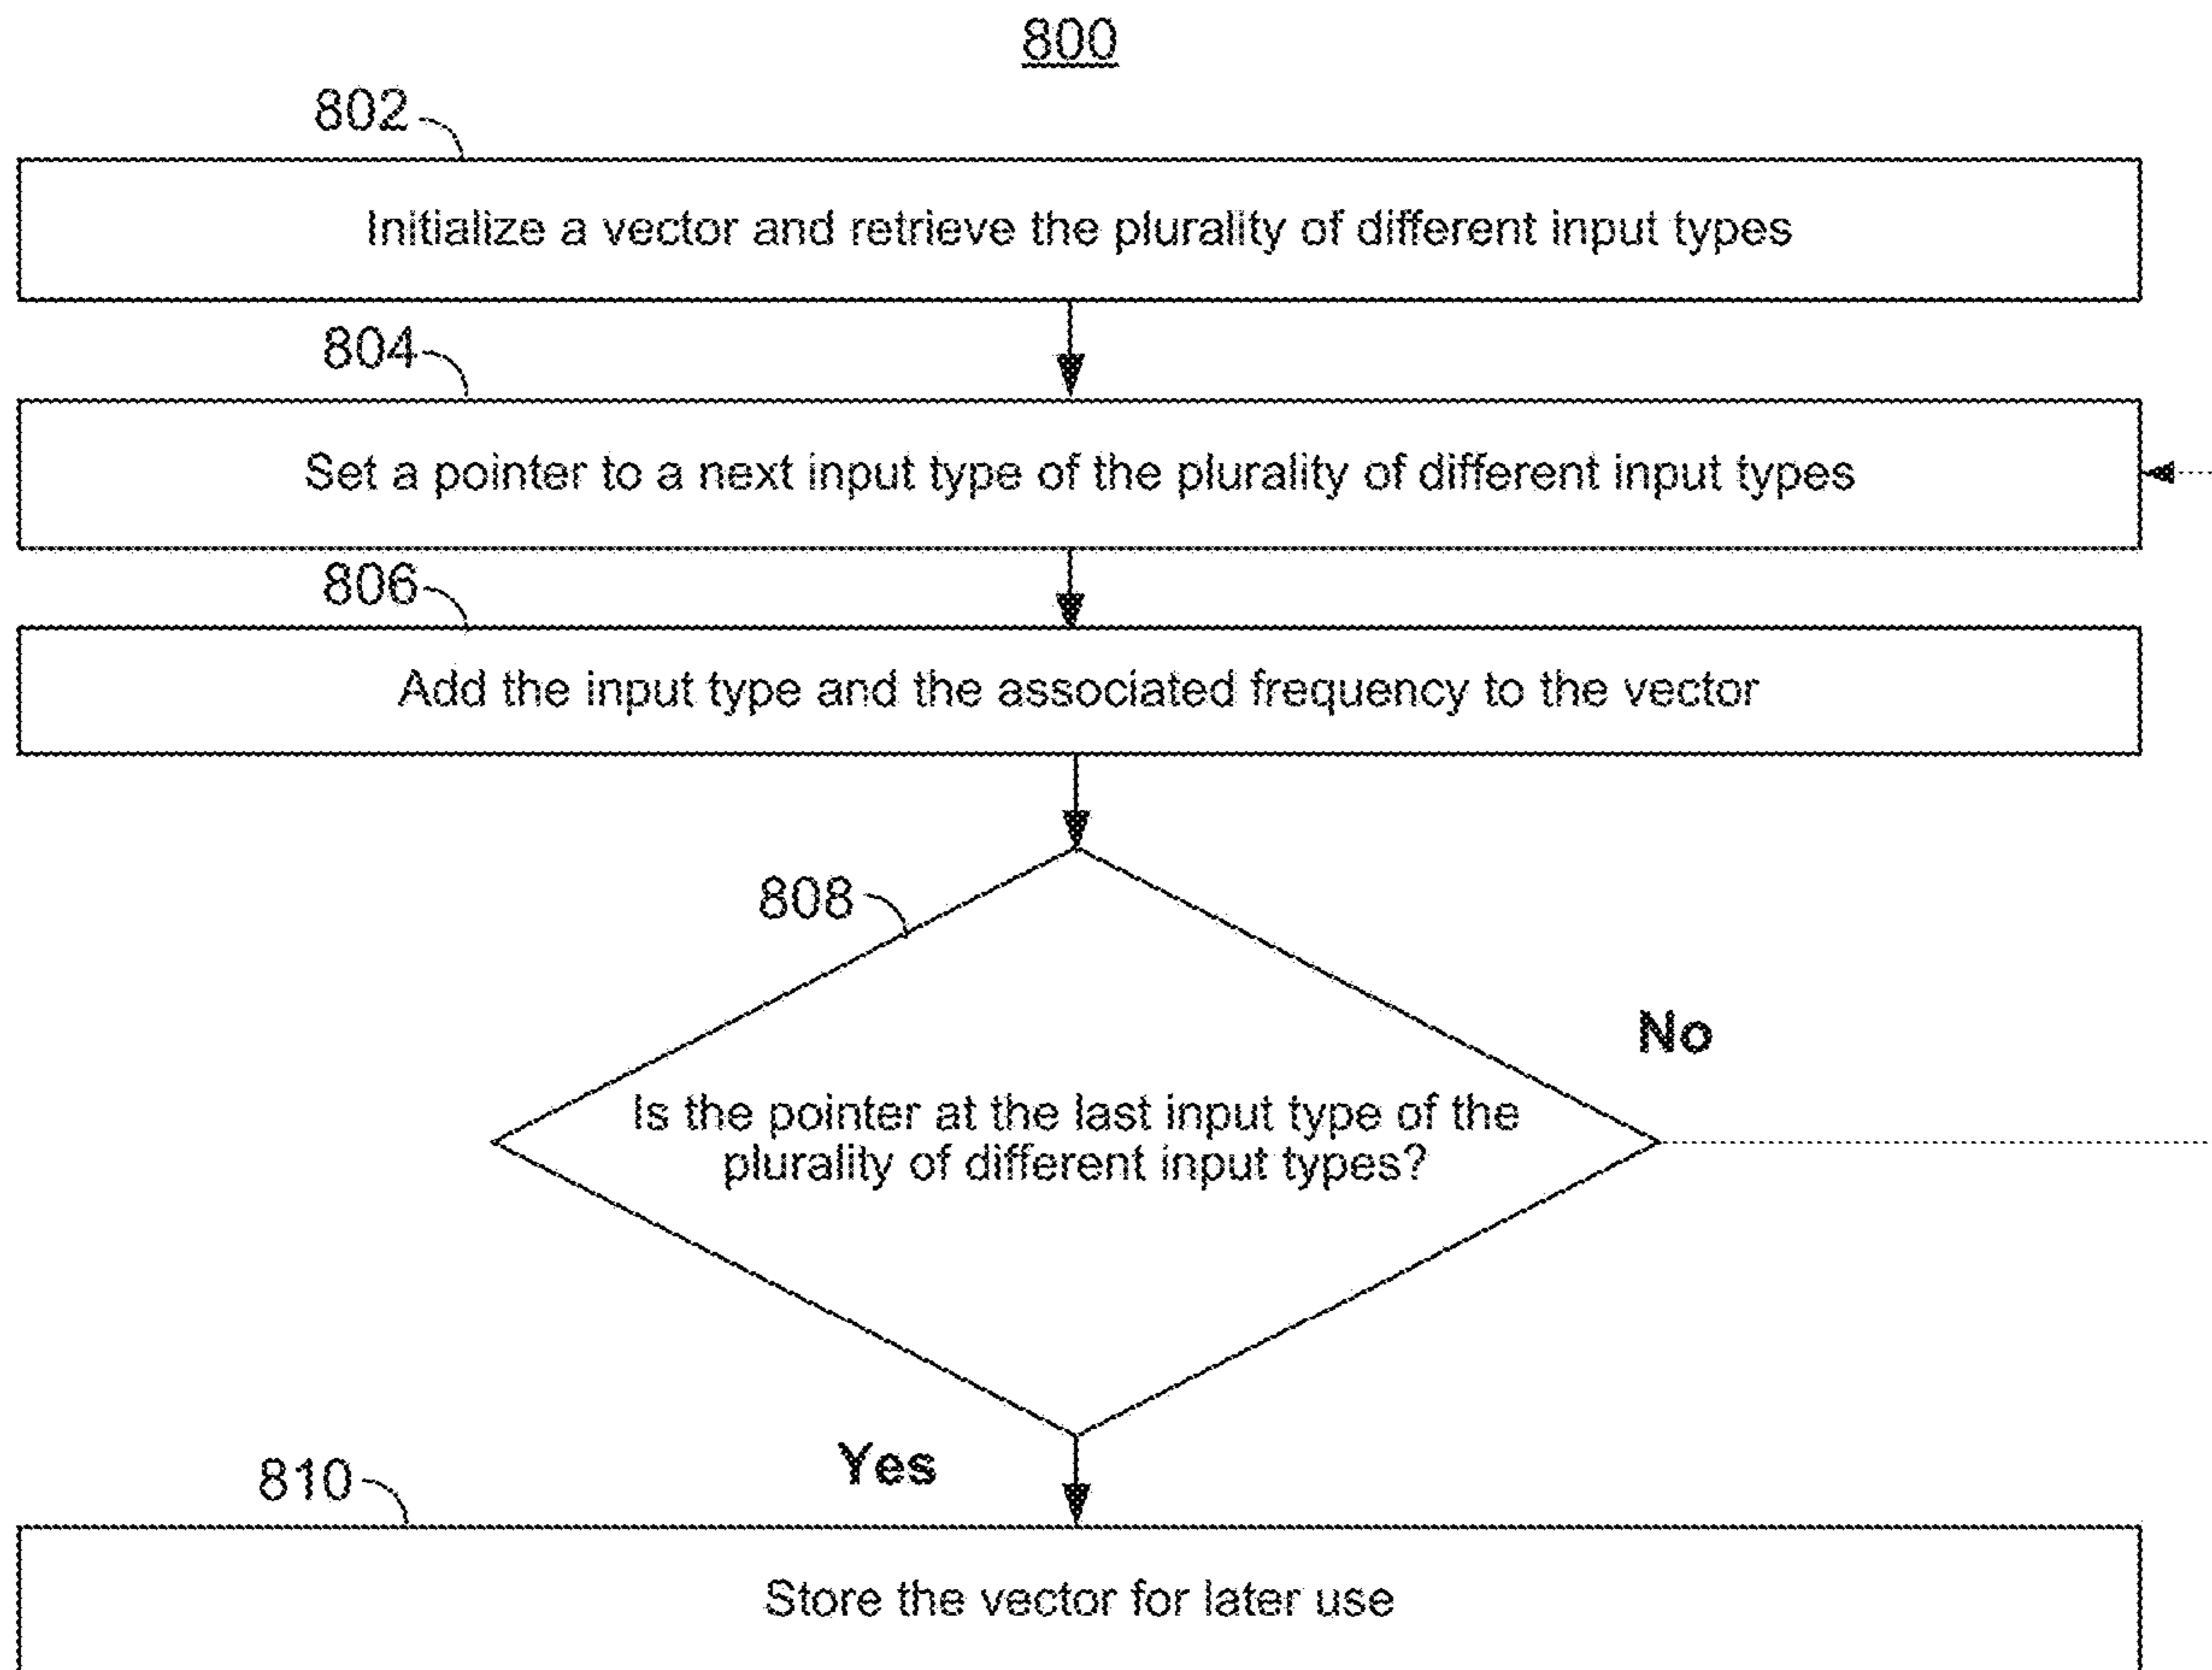 800
802
Initialize a vector and retrieve the plurality of different input types
804
Set a pointer to a next input type of the plurality of different input types
806
Add the input type and the associated frequency to the vector
808
No
Is the pointer at the last input type of the
plurality of different input types?
Yes
810
Store the vector for later use